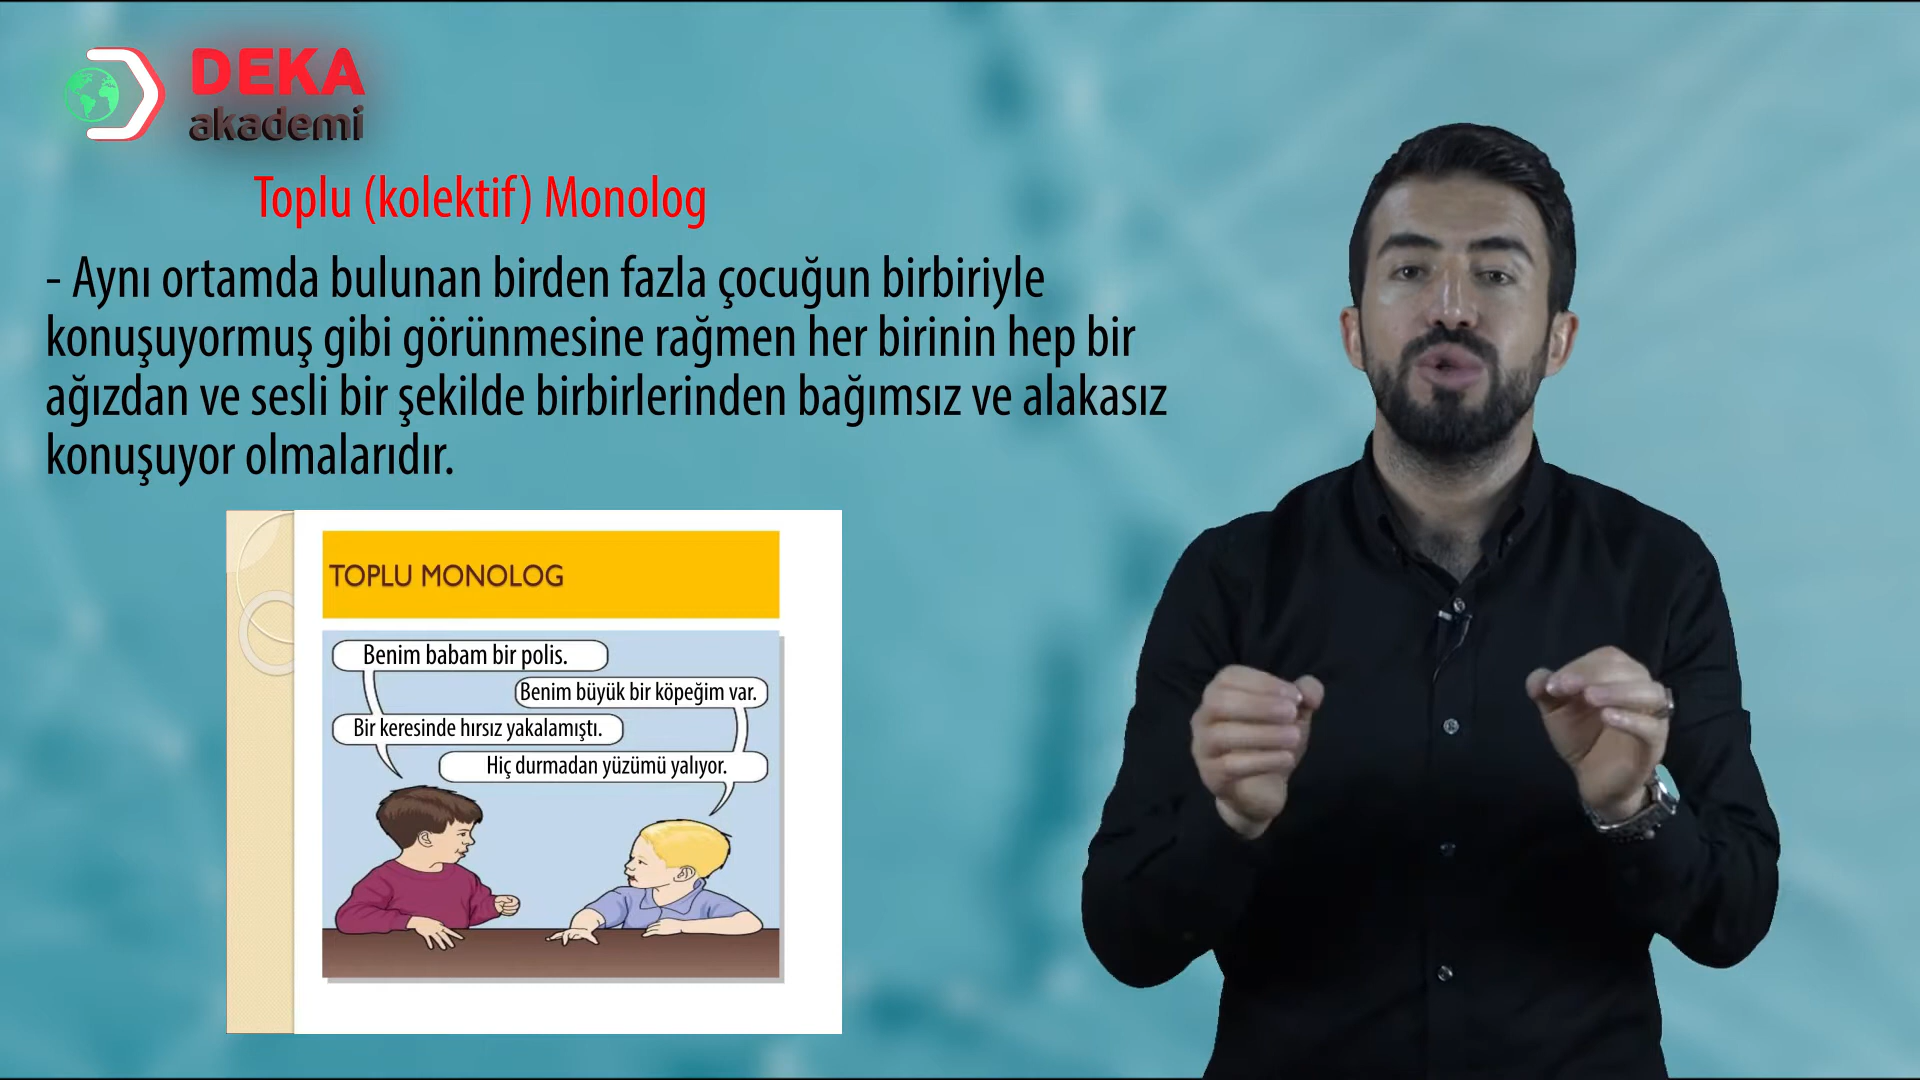 DEKA
akademi
Toplu (kolektif) Monolog
- Aynı ortamda bulunan birden fazla çocuğun birbiriyle
konuşuyormuş gibi görünmesine rağmen her birinin hep bir
ağızdan ve sesli bir şekilde birbirlerinden bağımsız ve alakasız
konuşuyor olmalarıdır.
TOPLU MONOLOG
Benim babam bir polis.
Benim büyük bir köpeğim var.
Bir keresinde hırsız yakalamıştı.
Hiç durmadan yüzümü yalıyor.